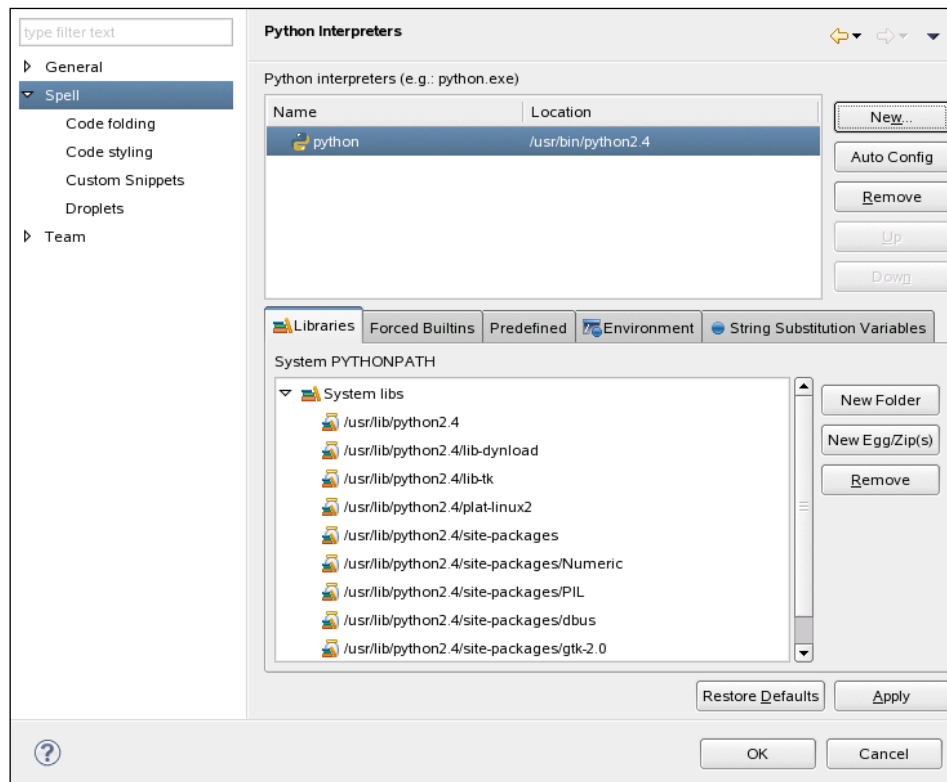 type filter text
General
Spell
Code folding
Code styling
Custom Snippets
Droplets
Team
Python Interpreters
Python interpreters (e.g.: python.exe)
Name Location
python /usr/bin/python2.4
New...
Auto Config
Remove
Up
Down
Libraries Forced Builtins Predefined Environment String Substitution Variables
System PYTHONPATH
System libs
/usr/lib/python2.4
/usr/lib/python2.4/lib-dynload
/usr/lib/python2.4/lib-tk
/usr/lib/python2.4/plat-linux2
/usr/lib/python2.4/site-packages
/usr/lib/python2.4/site-packages/Numeric
/usr/lib/python2.4/site-packages/PIL
/usr/lib/python2.4/site-packages/dbus
/usr/lib/python2.4/site-packages/gtk-2.0
New Folder
New Egg/Zip(s)
Remove
Restore Defaults Apply
? OK Cancel